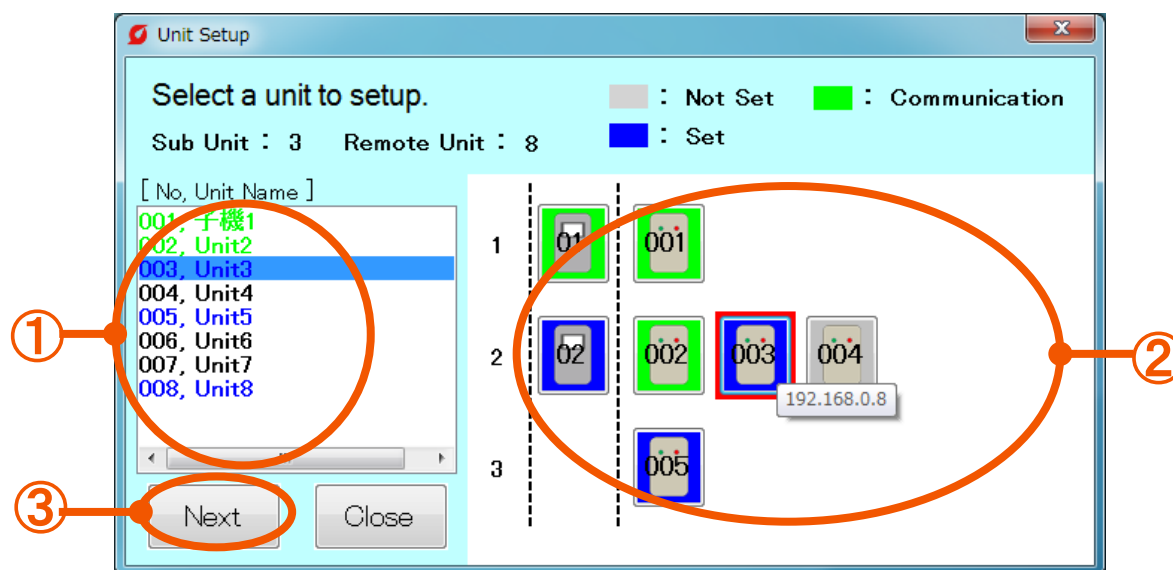 Unit Setup
x
Select a unit to setup.
: Not Set : Communication
Sub Unit : 3 Remote Unit : 8 : Set
[ No, Unit Name ]
001, 子機1
002, Unit2
003, Unit3
004, Unit4
005, Unit5
006, Unit6
007, Unit7
008, Unit8
1 01 001
2 02 002 003 004
192.168.0.8
3 005
Next Close
①
②
③